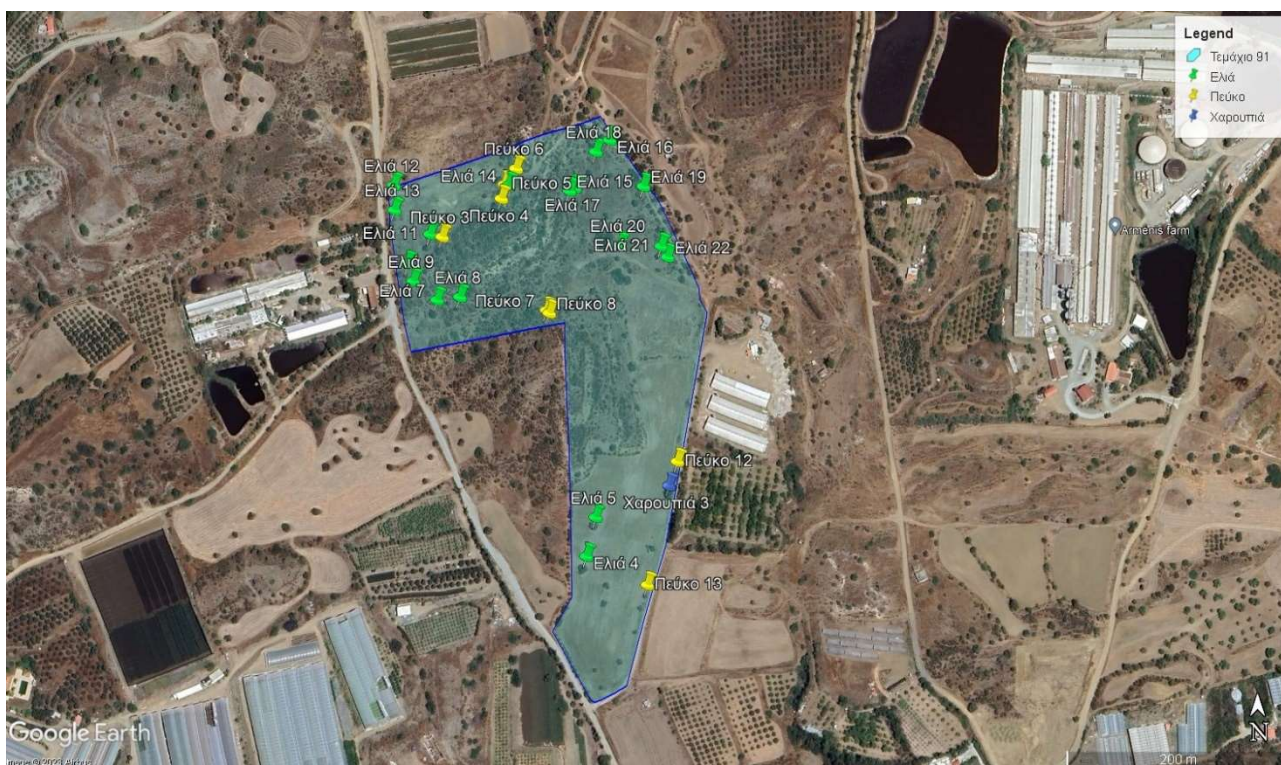 Legend
Τεμάχιο 91
Ελιά
Πεύκο
Χαρουπιά
Ελιά 18
Ελιά 16
Πεύκο 6
Ελιά 12
Ελιά 14
Πεύκο 5
Ελιά 15
Ελιά 19
Ελιά 13
Ελιά 17
Πεύκο 3
Πεύκο 4
Ελιά 11
Ελιά 20
Ελιά 21
Ελιά 22
Armenis farm
Ελιά 9
Ελιά 8
Ελιά 7
Πεύκο 7
Πεύκο 8
Πεύκο 12
Χαρουπιά 3
Ελιά 5
Ελιά 4
Πεύκο 13
N
Google Earth
200 m